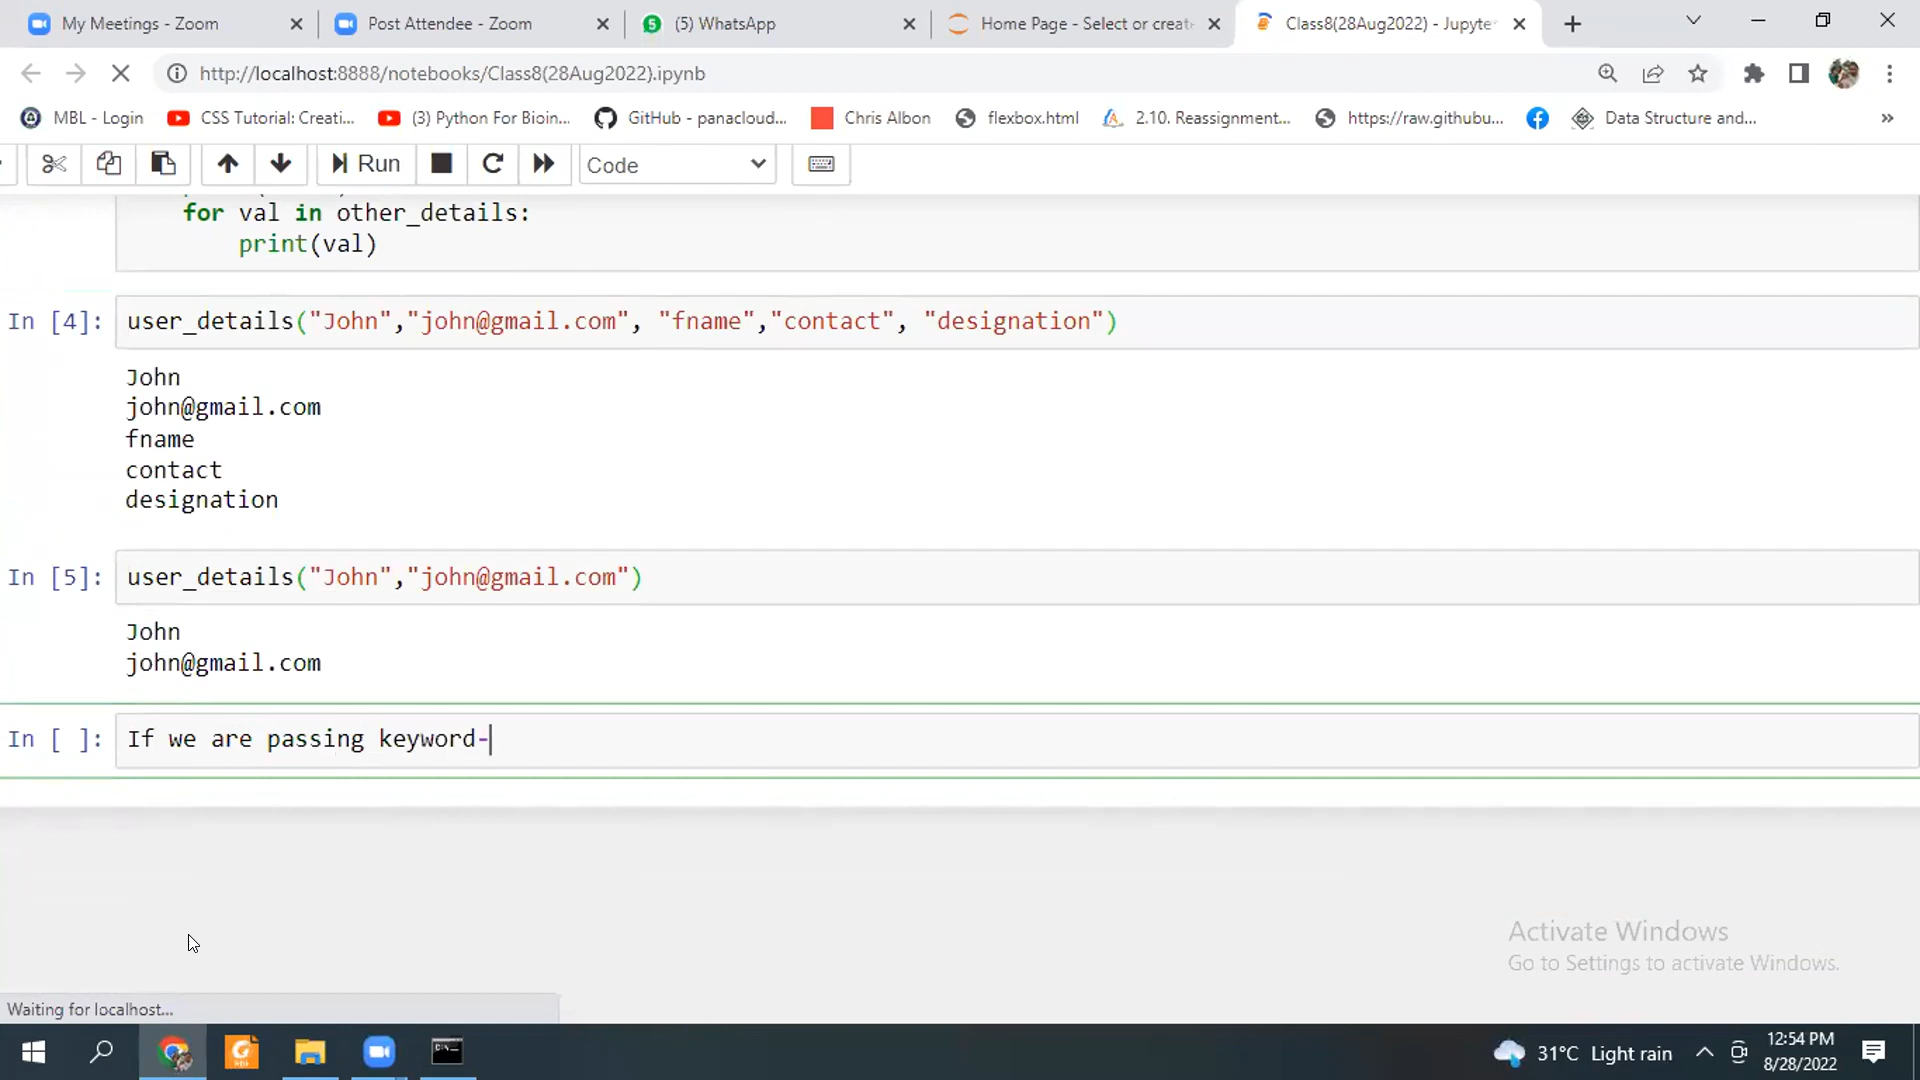 My Meetings - Zoom
Post Attendee - Zoom
(5) WhatsApp
Home Page - Select or create
Class8(28Aug2022) - Jupyte
http://localhost:8888/notebooks/Class8(28Aug2022).ipynb
MBL - Login
CSS Tutorial: Creati...
(3) Python For Bioin...
GitHub - panacloud...
Chris Albon
flexbox.html
2.10. Reassignment...
https://raw.githubu...
Data Structure and...
»
Run
Code
for val in other_details:
print(val)
In [4]: user_details("John","john@gmail.com", "fname","contact", "designation")
John
john@gmail.com
fname
contact
designation
In [5]: user_details("John","john@gmail.com")
John
john@gmail.com
In [ ]: If we are passing keyword-
Activate Windows
Go to Settings to activate Windows.
Waiting for localhost...
31°C Light rain
12:54 PM
8/28/2022